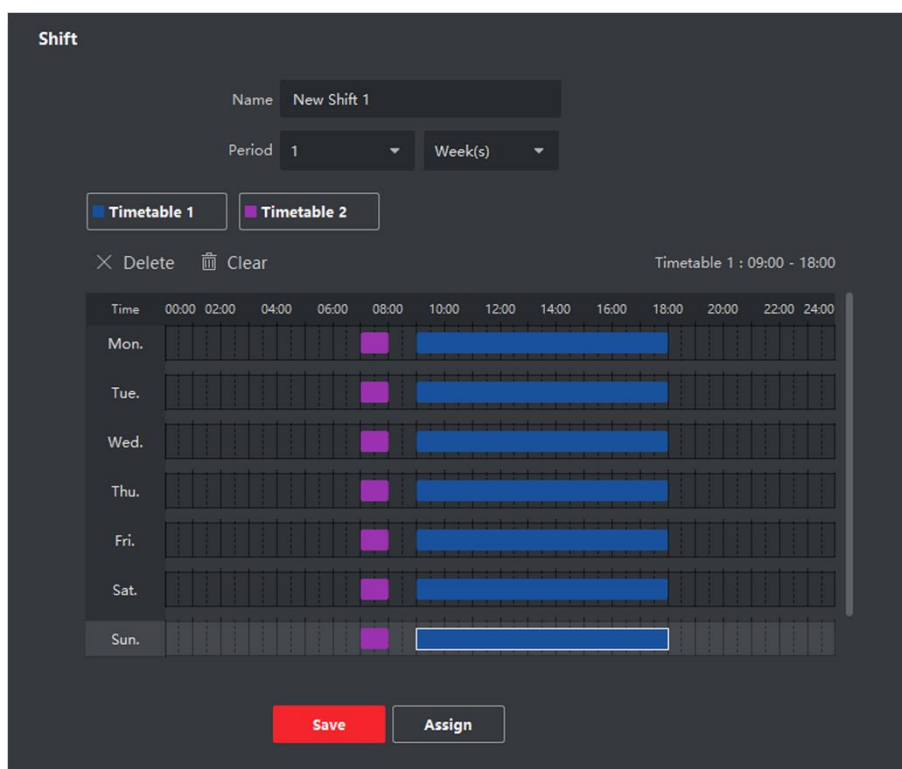 Shift
Name New Shift 1
Period 1 Week(s)
Timetable 1 Timetable 2
Delete Clear Timetable 1 : 09:00 - 18:00
Time 00:00 02:00 04:00 06:00 08:00 10:00 12:00 14:00 16:00 18:00 20:00 22:00 24:00
Mon.
Tue.
Wed.
Thu.
Fri.
Sat.
Sun.
Save Assign